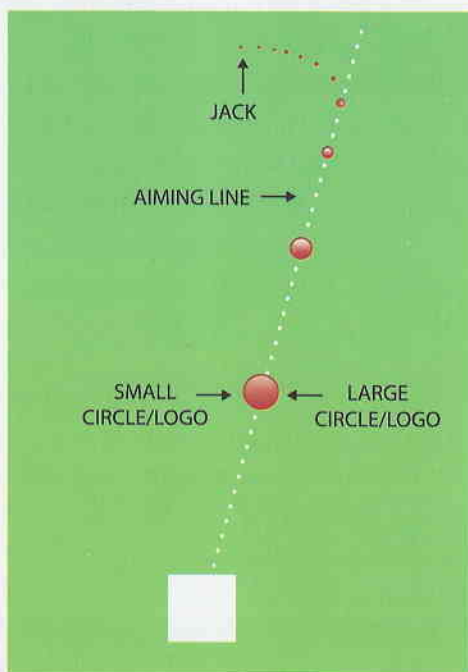 JACK
AIMING LINE
SMALL
CIRCLE/LOGO
LARGE
CIRCLE/LOGO